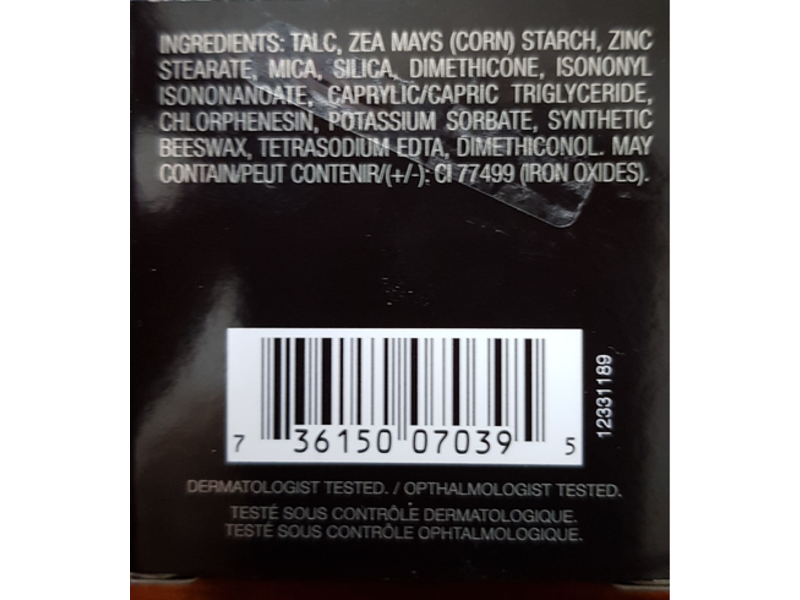 INGREDIENTS: TALC, ZEA MAYS (CORN) STARCH, ZINC
STEARATE, MICA, SILICA, DIMETHICONE, ISONONYL
ISONONANOATE, CAPRYLIC/CAPRIC TRIGLYCERIDE,
CHLORPHENESIN, POTASSIUM SORBATE, SYNTHETIC
BEESWAX, TETRASODIUM EDTA, DIMETHICONOL. MAY
CONTAIN/PEUT CONTENIR/(+/-): CI 77499 (IRON OXIDES).
7 36150 07039 5
12331189
DERMATOLOGIST TESTED. / OPTHALMOLOGIST TESTED.
TESTÉ SOUS CONTRÔLE DERMATOLOGIQUE.
TESTÉ SOUS CONTRÔLE OPHTALMOLOGIQUE.